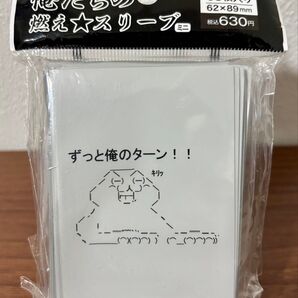 俺たちの
燃え★スリーブ ミニ
62×89mm
税込630円
ずっと俺のターン！！
キリッ